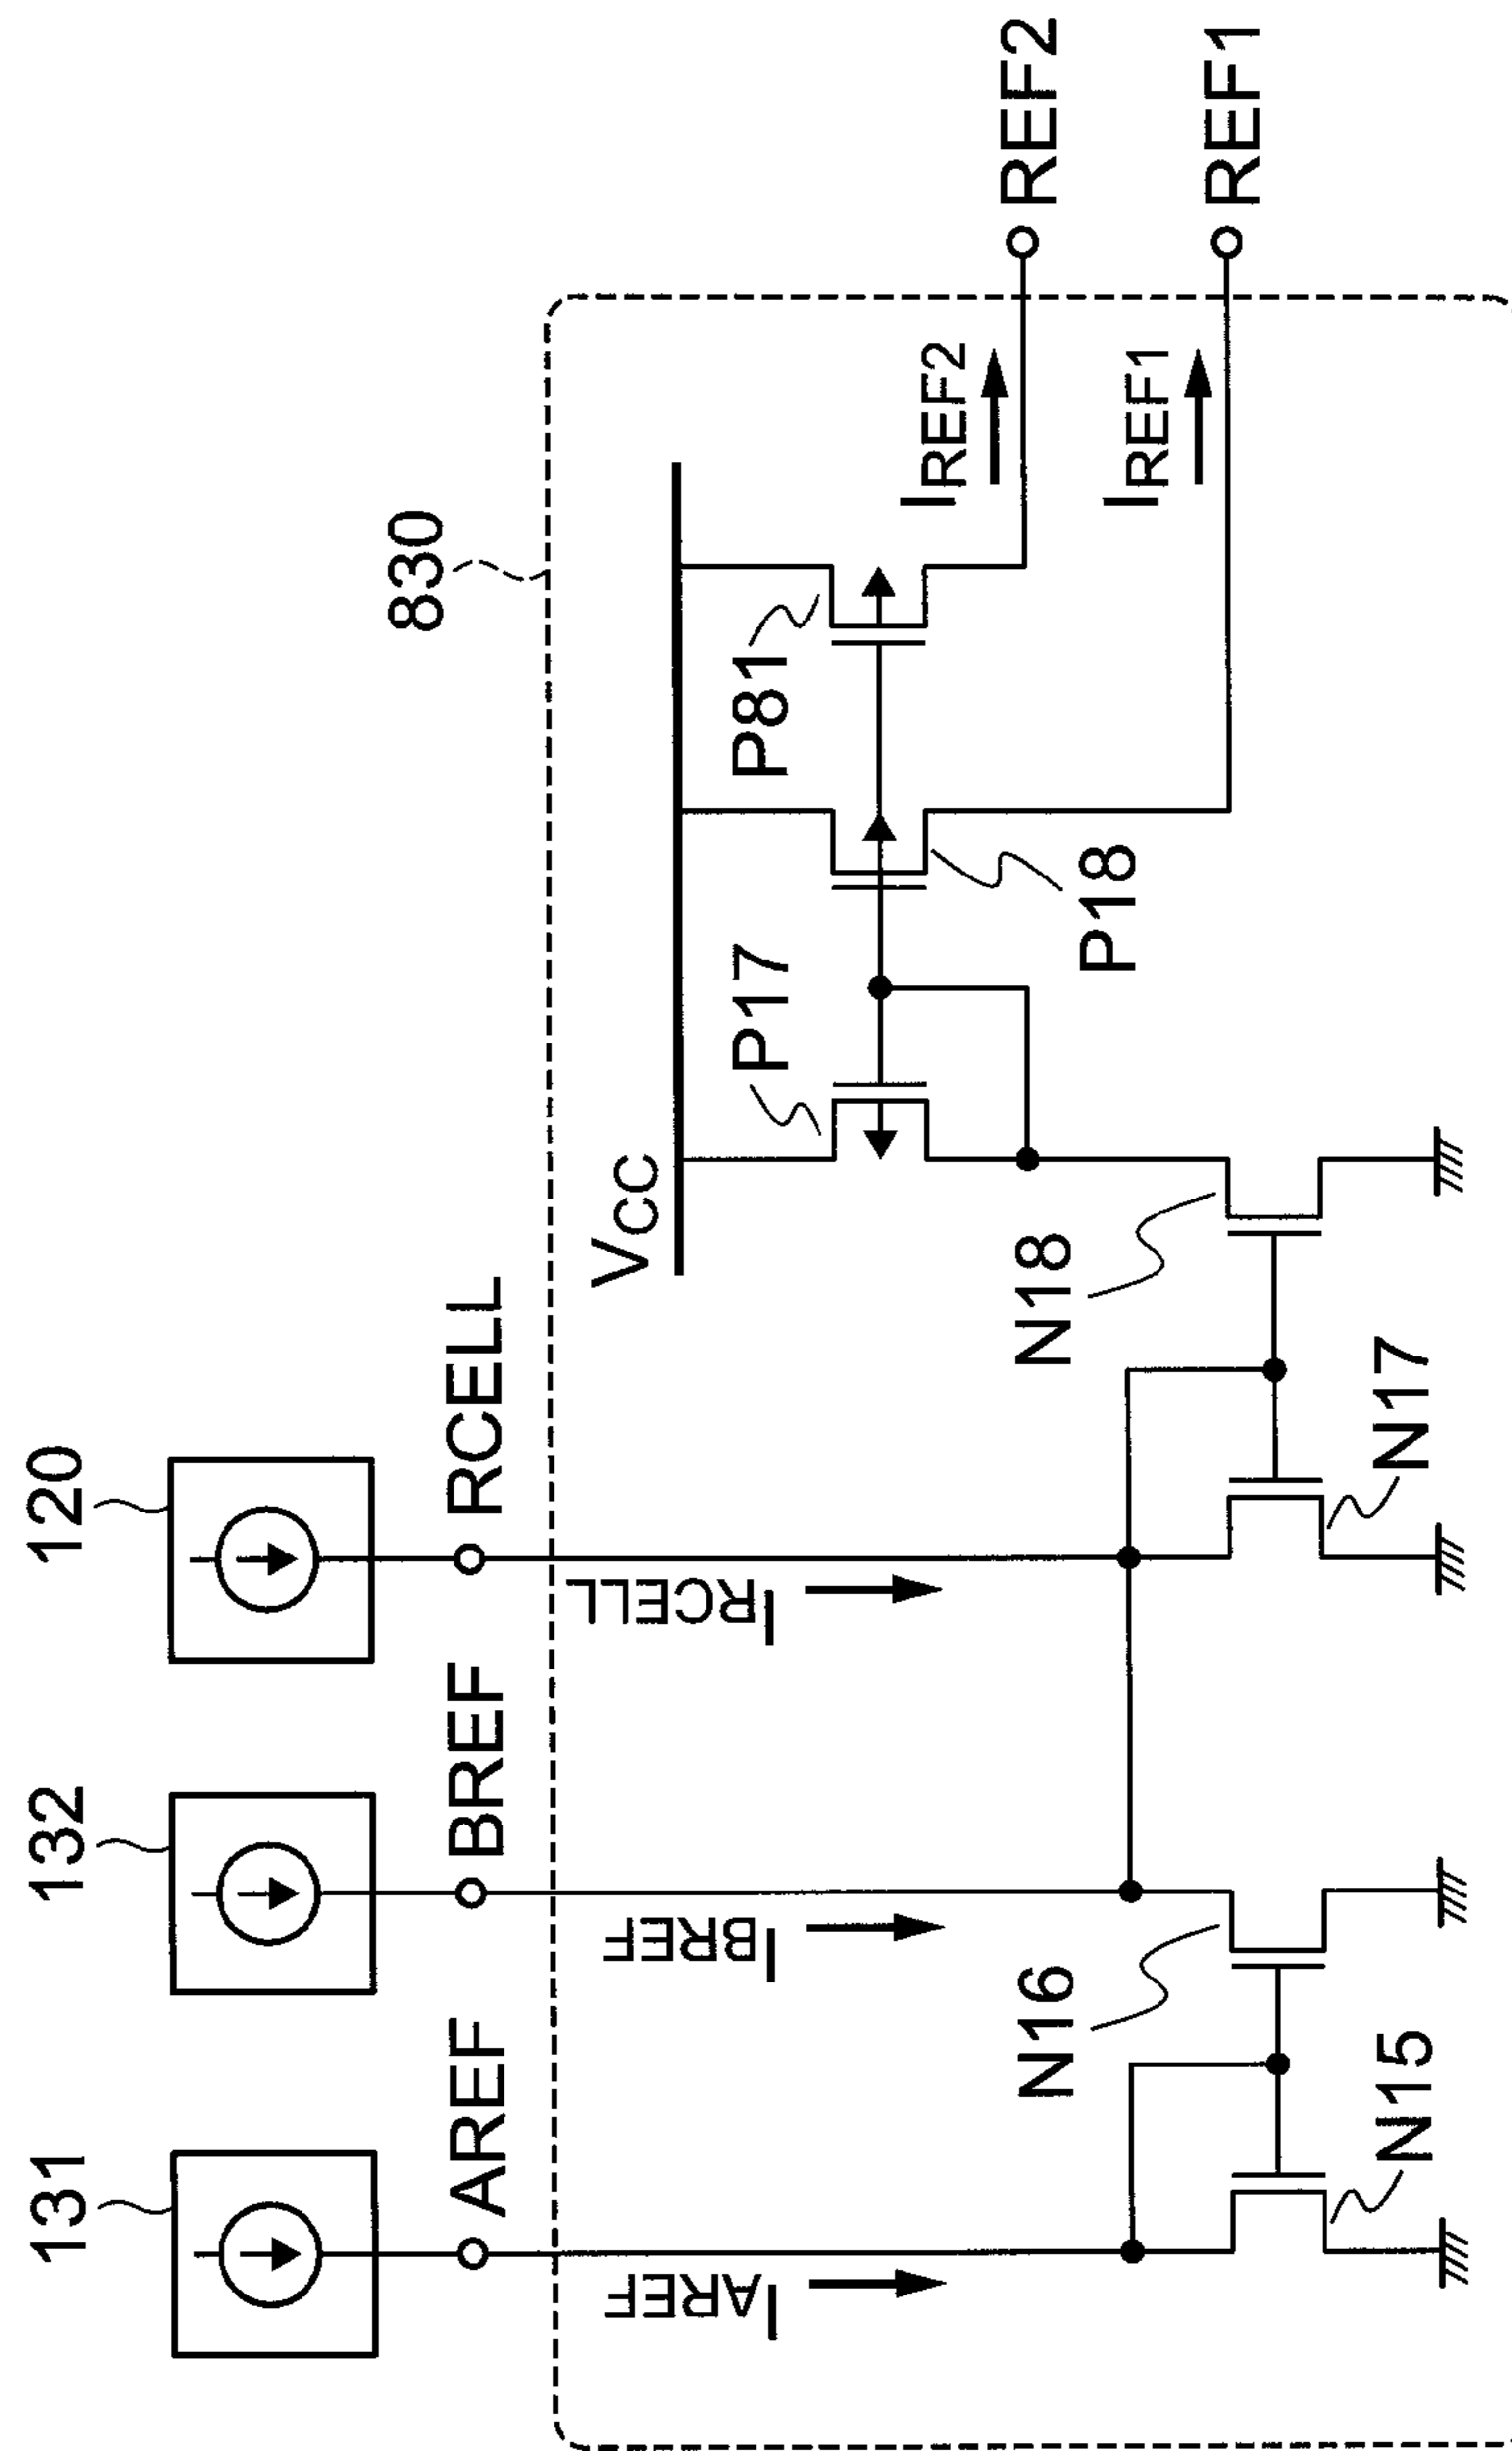 131
132
120
AREF
BREF
RCELL
830
IAREF
IBREF
IRCELL
VCC
P17
P81
P18
IREF2
REF2
IREF1
REF1
N16
N18
N15
N17